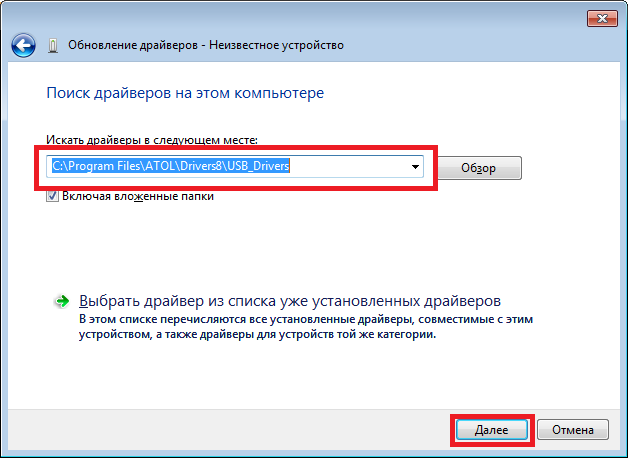 Обновление драйверов - Неизвестное устройство
Поиск драйверов на этом компьютере
Искать драйверы в следующем месте:
C:\Program Files\ATOL\Drivers8\USB_Drivers
Обзор
Включая вложенные папки
Выбрать драйвер из списка уже установленных драйверов
В этом списке перечисляются все установленные драйверы, совместимые с этим
устройством, а также драйверы для устройств той же категории.
Далее
Отмена